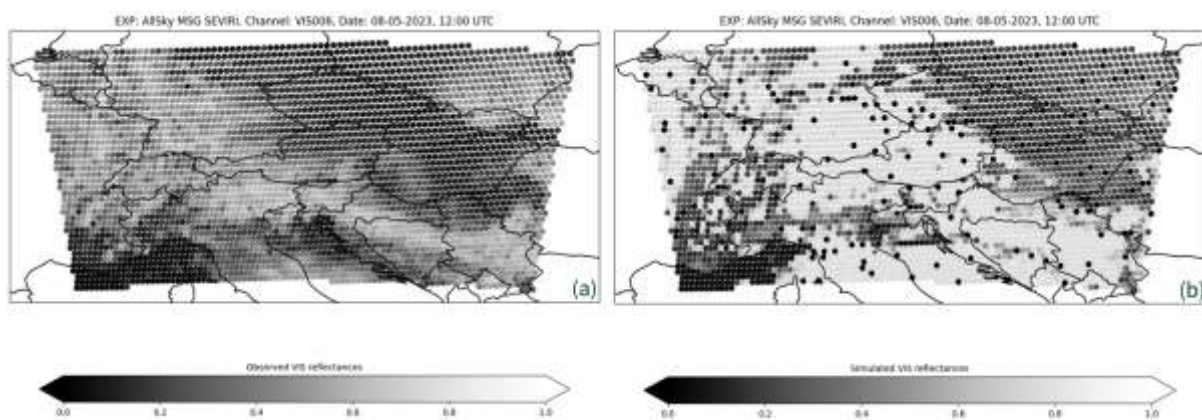 EXP: AllSky MSG SEVIRI, Channel: VIS006, Date: 08-05-2023, 12:00 UTC
(a)
Observed VIS reflectances
0.0 0.2 0.4 0.6 0.8 1.0
EXP: AllSky MSG SEVIRI, Channel: VIS006, Date: 08-05-2023, 12:00 UTC
(b)
Simulated VIS reflectances
0.0 0.2 0.4 0.6 0.8 1.0